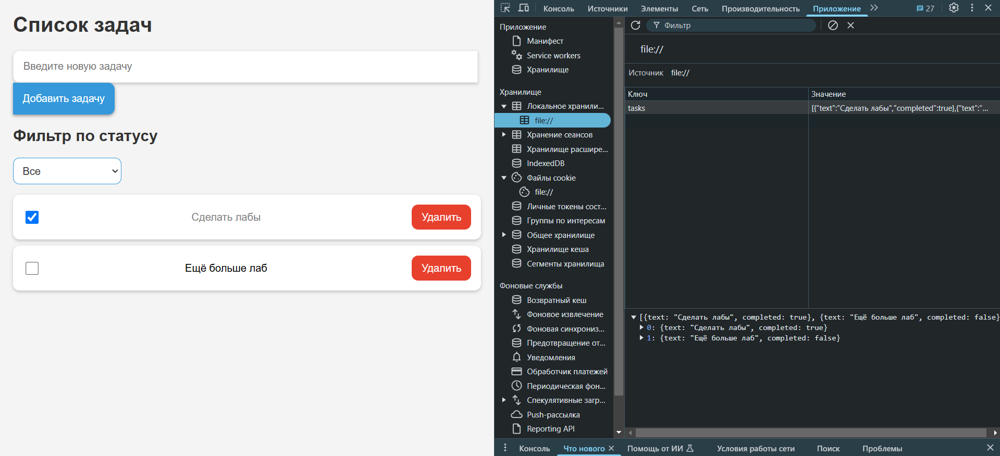 Список задач
Введите новую задачу
Добавить задачу
Фильтр по статусу
Все
Сделать лабы
Удалить
Ещё больше лаб
Удалить
Консоль Источники Элементы Сеть Производительность Приложение 27
Приложение
Манифест
Service workers
Хранилище
Хранилище
Локальное хранили...
file://
Хранение сеансов
Хранилище расшире...
IndexedDB
Файлы cookie
file://
Личные токены сост...
Группы по интересам
Общее хранилище
Хранилище кеша
Сегменты хранилища
Фоновые службы
Возвратный кеш
Фоновое извлечение
Фоновая синхрониз...
Предотвращение от...
Уведомления
Обработчик платежей
Периодическая фон...
Спекулятивные загр...
Push-рассылка
Reporting API
Фильтр
file://
Источник file://
Ключ Значение
tasks [{"text":"Сделать лабы","completed":true},{"text":"...
[{text: "Сделать лабы", completed: true}, {text: "Ещё больше лаб", completed: false}
0: {text: "Сделать лабы", completed: true}
1: {text: "Ещё больше лаб", completed: false}
Консоль Что нового Помощь от ИИ Условия работы сети Поиск Проблемы